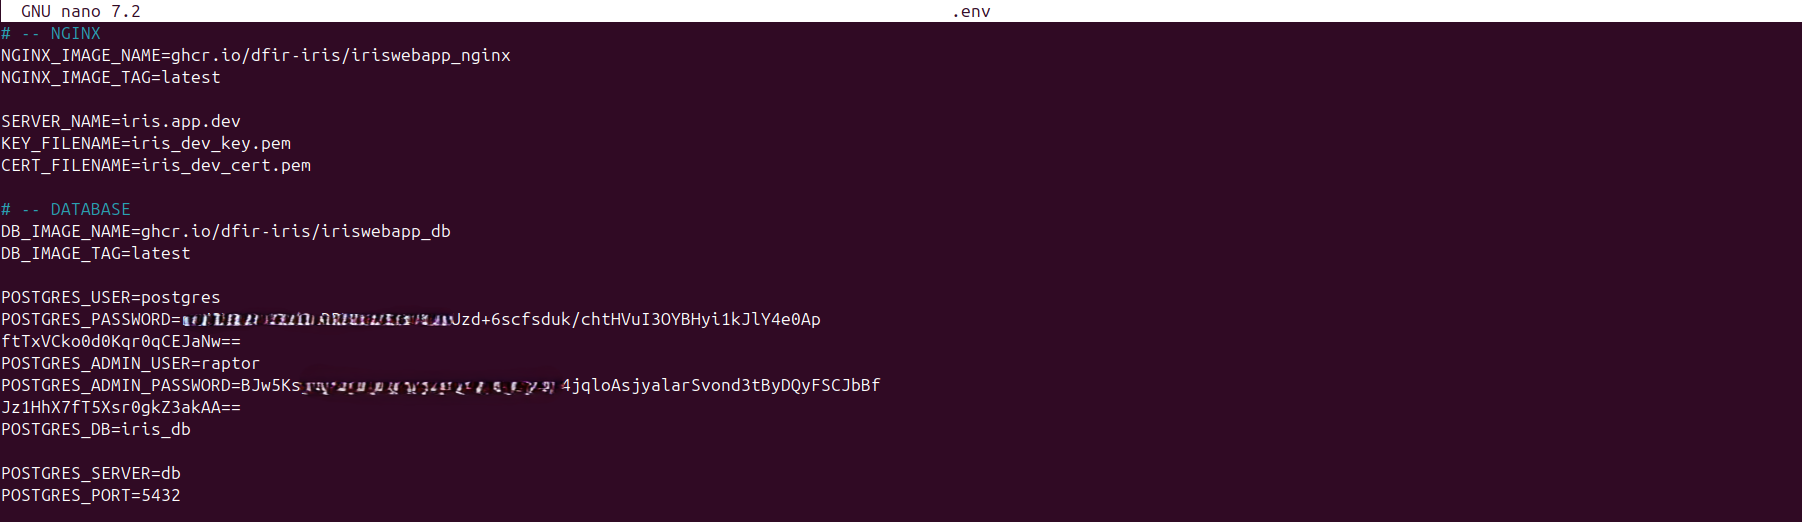 GNU nano 7.2 .env
# -- NGINX
NGINX_IMAGE_NAME=ghcr.io/dfir-iris/iriswebapp_nginx
NGINX_IMAGE_TAG=latest
SERVER_NAME=iris.app.dev
KEY_FILENAME=iris_dev_key.pem
CERT_FILENAME=iris_dev_cert.pem
# -- DATABASE
DB_IMAGE_NAME=ghcr.io/dfir-iris/iriswebapp_db
DB_IMAGE_TAG=latest
POSTGRES_USER=postgres
POSTGRES_PASSWORD= Uzd+6scfsduk/chtHVuI3OYBHyi1kJlY4e0Ap
ftTxVCko0d0Kqr0qCEJaNw==
POSTGRES_ADMIN_USER=raptor
POSTGRES_ADMIN_PASSWORD=BJw5Ks 4jqloAsjyalarSvond3tByDQyFSCJbBf
Jz1HhX7fT5Xsr0gkZ3akAA==
POSTGRES_DB=iris_db
POSTGRES_SERVER=db
POSTGRES_PORT=5432